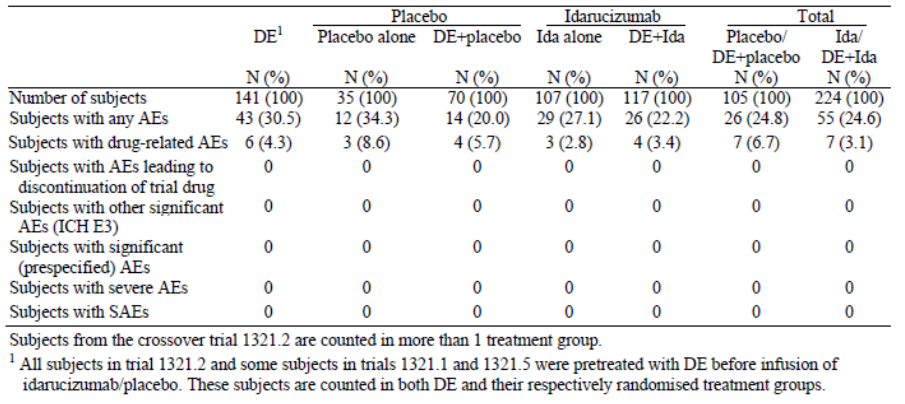 Placebo Idarucizumab Total
DE1 Placebo alone DE+placebo Ida alone DE+Ida Placebo/ Ida/
DE+placebo DE+Ida
N (%) N (%) N (%) N (%) N (%) N (%) N (%)
Number of subjects 141 (100) 35 (100) 70 (100) 107 (100) 117 (100) 105 (100) 224 (100)
Subjects with any AEs 43 (30.5) 12 (34.3) 14 (20.0) 29 (27.1) 26 (22.2) 26 (24.8) 55 (24.6)
Subjects with drug-related AEs 6 (4.3) 3 (8.6) 4 (5.7) 3 (2.8) 4 (3.4) 7 (6.7) 7 (3.1)
Subjects with AEs leading to 0 0 0 0 0 0 0
discontinuation of trial drug
Subjects with other significant 0 0 0 0 0 0 0
AEs (ICH E3)
Subjects with significant 0 0 0 0 0 0 0
(prespecified) AEs
Subjects with severe AEs 0 0 0 0 0 0 0
Subjects with SAEs 0 0 0 0 0 0 0
Subjects from the crossover trial 1321.2 are counted in more than 1 treatment group.
1 All subjects in trial 1321.2 and some subjects in trials 1321.1 and 1321.5 were pretreated with DE before infusion of
idarucizumab/placebo. These subjects are counted in both DE and their respectively randomised treatment groups.